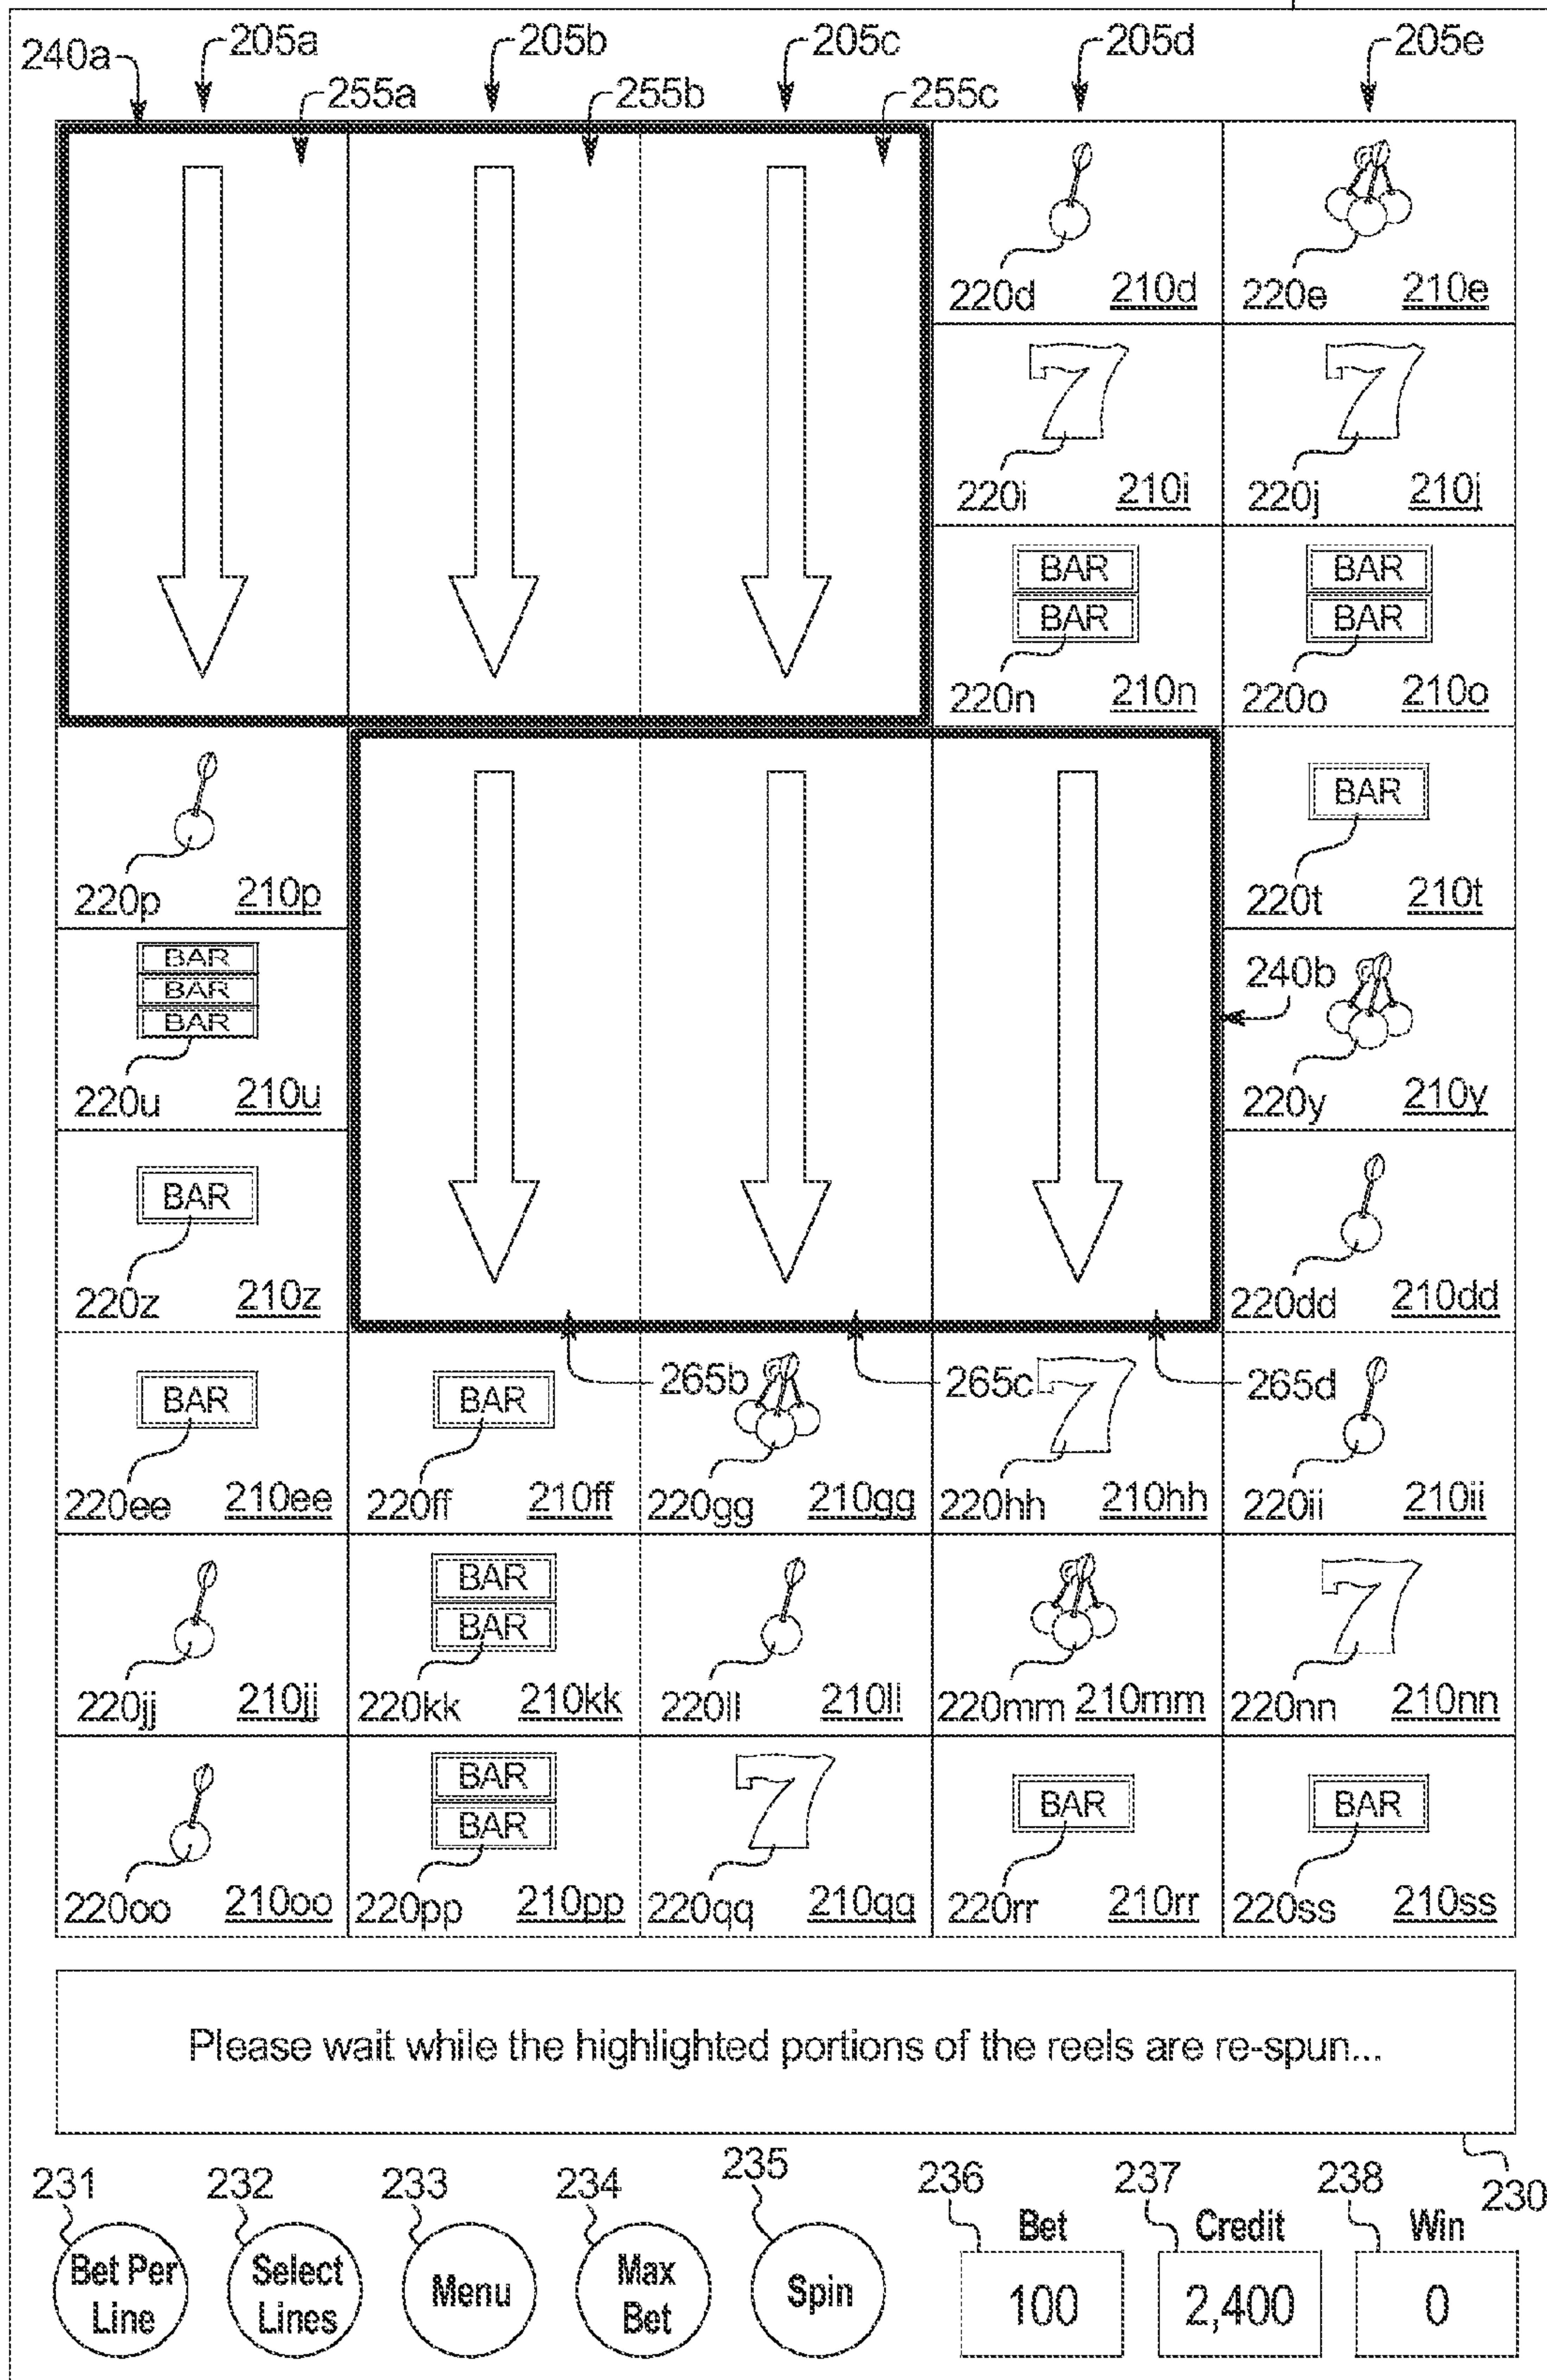 240a 205a 205b 205c 205d 205e
255a 255b 255c
220d 210d 220e 210e
220i 210i 220j 210j
BAR BAR
BAR BAR
220n 210n 220o 210o
BAR
220p 210p 220t 210t
BAR
BAR
BAR
240b
220u 210u 220y 210y
BAR
220z 210z 220dd 210dd
265b 265c 265d
BAR BAR
220ee 210ee 220ff 210ff 220gg 210gg 220hh 210hh 220ii 210ii
BAR
BAR
220jj 210jj 220kk 210kk 220ll 210ll 220mm 210mm 220nn 210nn
BAR
BAR BAR BAR
220oo 210oo 220pp 210pp 220qq 210qq 220rr 210rr 220ss 210ss
Please wait while the highlighted portions of the reels are re-spun...
231 232 233 234 235 236 237 238 230
Bet Credit Win
Bet Per Line
Select Lines
Menu
Max Bet
Spin
100 2,400 0